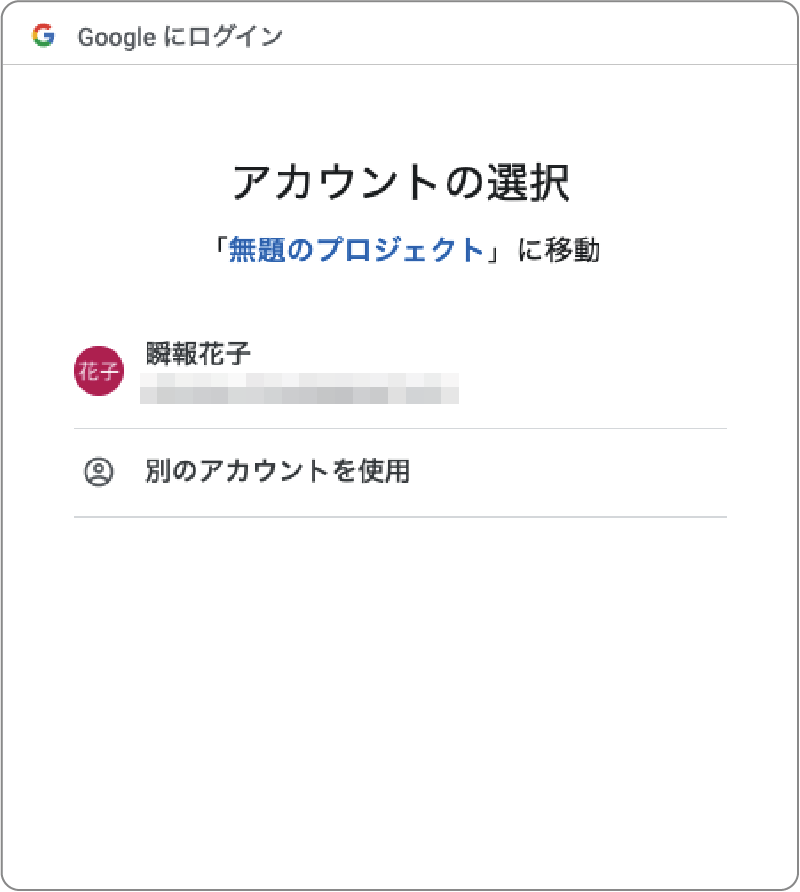 Google にログイン
アカウントの選択
「無題のプロジェクト」に移動
花子
瞬報花子
別のアカウントを使用